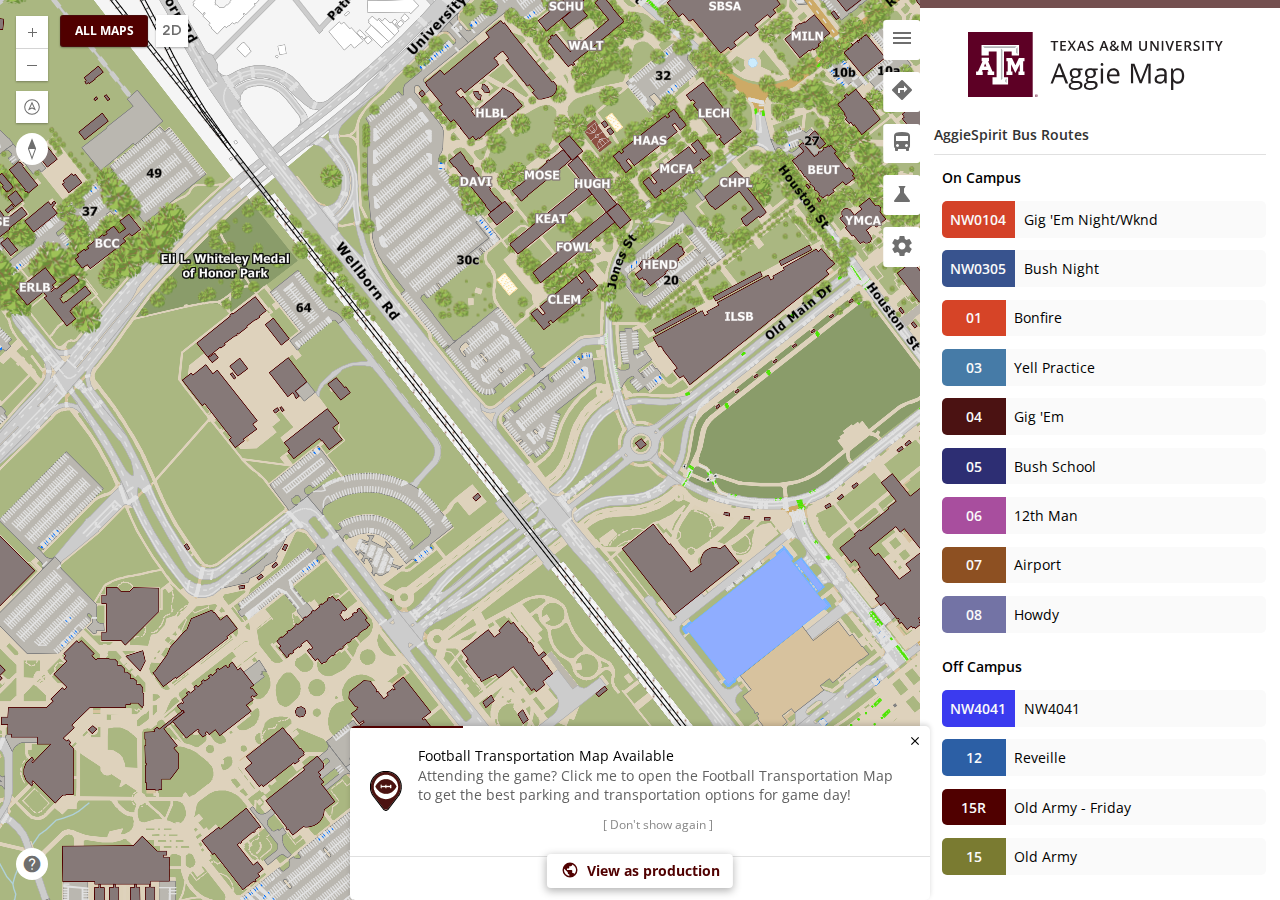 ALL MAPS
2D
University
SCHU
SBSA
WALT
MILN
32
10b
HLBL
LECH
HAAS
27
49
MCFA
BEUT
MOSE
DAVI
HUGH
CHPL
Houston St
37
KEAT
YMCA
BCC
FOWL
Jones St
Wellborn Rd
30c
Eli L. Whiteley Medal
of Honor Park
HEND
20
ERLB
CLEM
64
ILSB
Old Main Dr
Houston St
Football Transportation Map Available
Attending the game? Click me to open the Football Transportation Map
to get the best parking and transportation options for game day!
[ Don't show again ]
View as production
TEXAS A&M UNIVERSITY
Aggie Map
AggieSpirit Bus Routes
On Campus
NW0104 Gig 'Em Night/Wknd
NW0305 Bush Night
01 Bonfire
03 Yell Practice
04 Gig 'Em
05 Bush School
06 12th Man
07 Airport
08 Howdy
Off Campus
NW4041 NW4041
12 Reveille
15R Old Army - Friday
15 Old Army